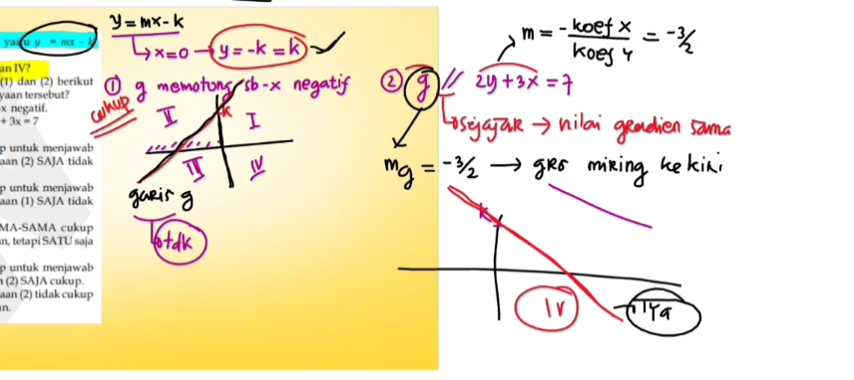 yaitu y = mx - k
an IV?
(1) dan (2) berikut
yaan tersebut?
x negatif.
+ 3x = 7
p untuk menjawab
aan (2) SAJA tidak
p untuk menjawab
aan (1) SAJA tidak
MA-SAMA cukup
n, tetapi SATU saja
p untuk menjawab
(2) SAJA cukup.
aan (2) tidak cukup
n.
y = mx - k
x=0 → y = -k = k
① g memotong sb-x negatif
cukup
II
k
I
III
IV
garis g
tdk
m = - koef x / koef y = -3/2
② g // 2y + 3x = 7
sejajar → nilai gradien sama
mg = -3/2 → grs miring ke kiri
k
IV
iya